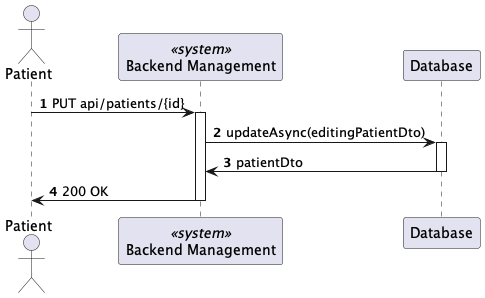 Patient
«system»
Backend Management
Database
1 PUT api/patients/{id}
2 updateAsync(editingPatientDto)
3 patientDto
4 200 OK
Patient
«system»
Backend Management
Database